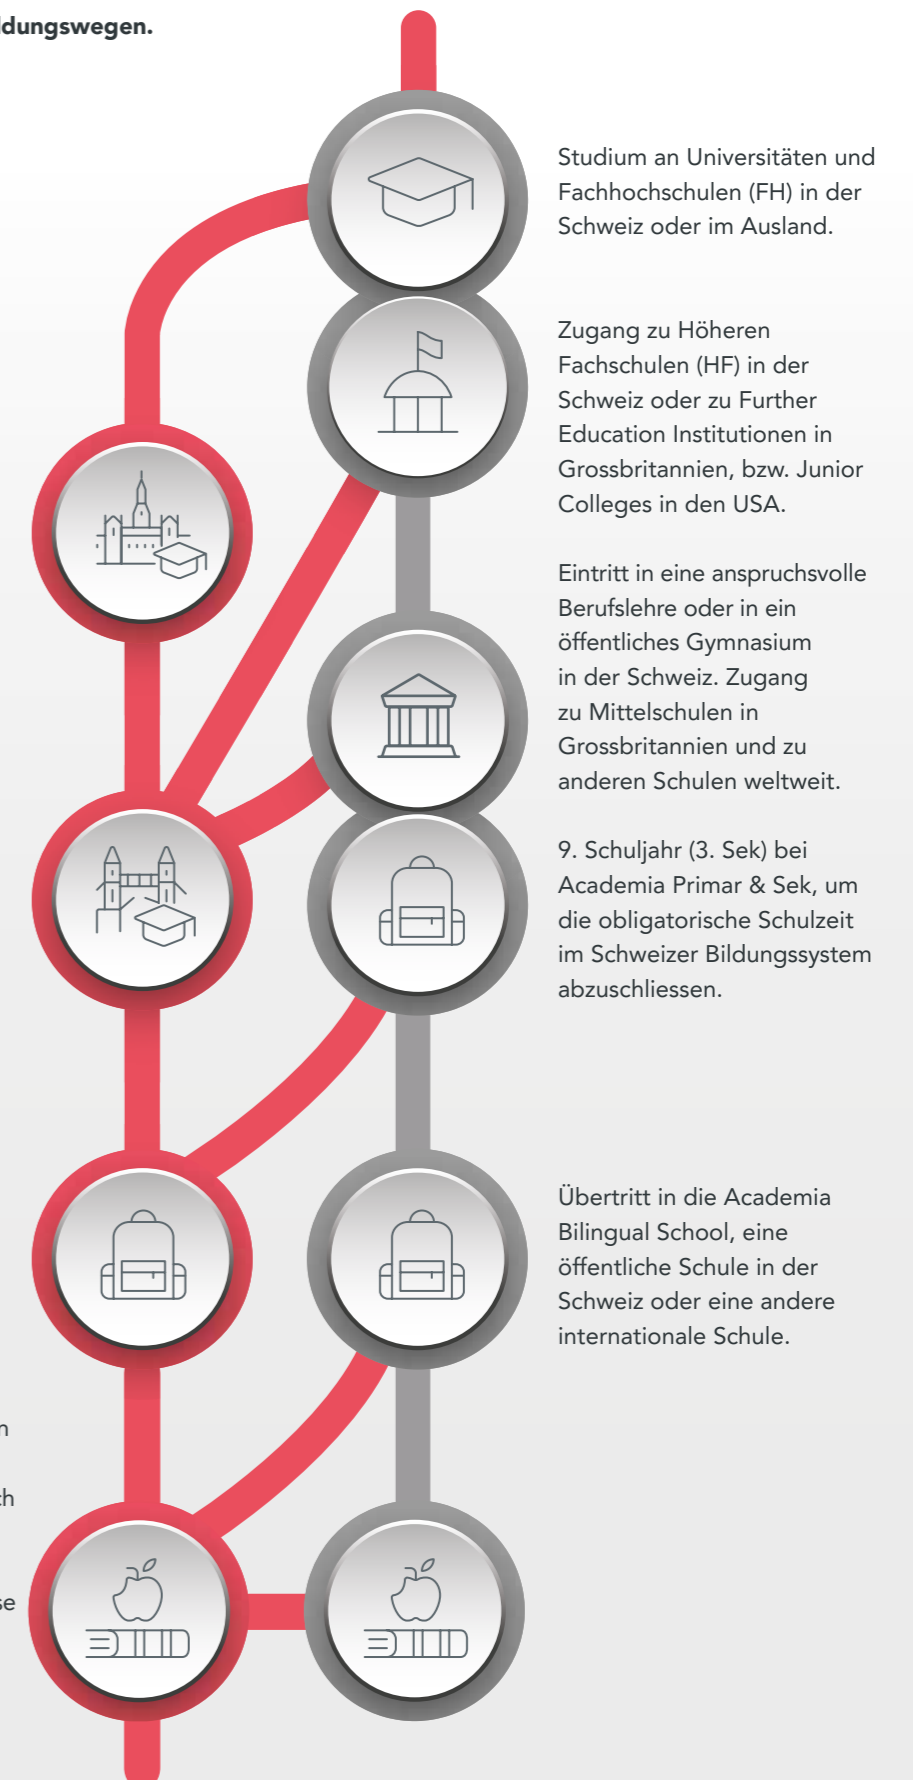 ldungswegen.
Studium an Universitäten und
Fachhochschulen (FH) in der
Schweiz oder im Ausland.
Zugang zu Höheren
Fachschulen (HF) in der
Schweiz oder zu Further
Education Institutionen in
Grossbritannien, bzw. Junior
Colleges in den USA.
Eintritt in eine anspruchsvolle
Berufslehre oder in ein
öffentliches Gymnasium
in der Schweiz. Zugang
zu Mittelschulen in
Grossbritannien und zu
anderen Schulen weltweit.
9. Schuljahr (3. Sek) bei
Academia Primar & Sek, um
die obligatorische Schulzeit
im Schweizer Bildungssystem
abzuschliessen.
Übertritt in die Academia
Bilingual School, eine
öffentliche Schule in der
Schweiz oder eine andere
internationale Schule.